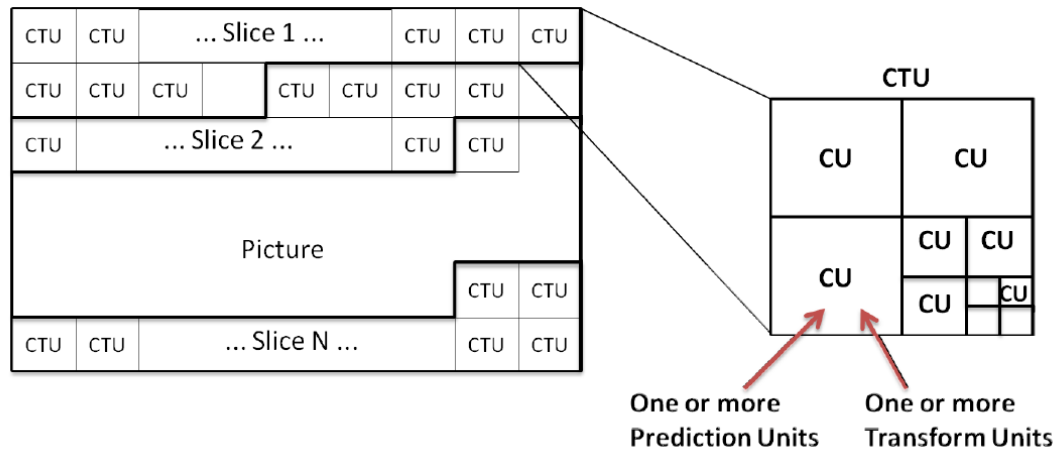 CTU CTU ... Slice 1 ... CTU CTU CTU
CTU CTU CTU CTU CTU CTU CTU
CTU ... Slice 2 ... CTU CTU
Picture
CTU CTU
CTU CTU ... Slice N ... CTU CTU
CTU
CU CU
CU CU
CU
CU CU
One or more
Prediction Units
One or more
Transform Units